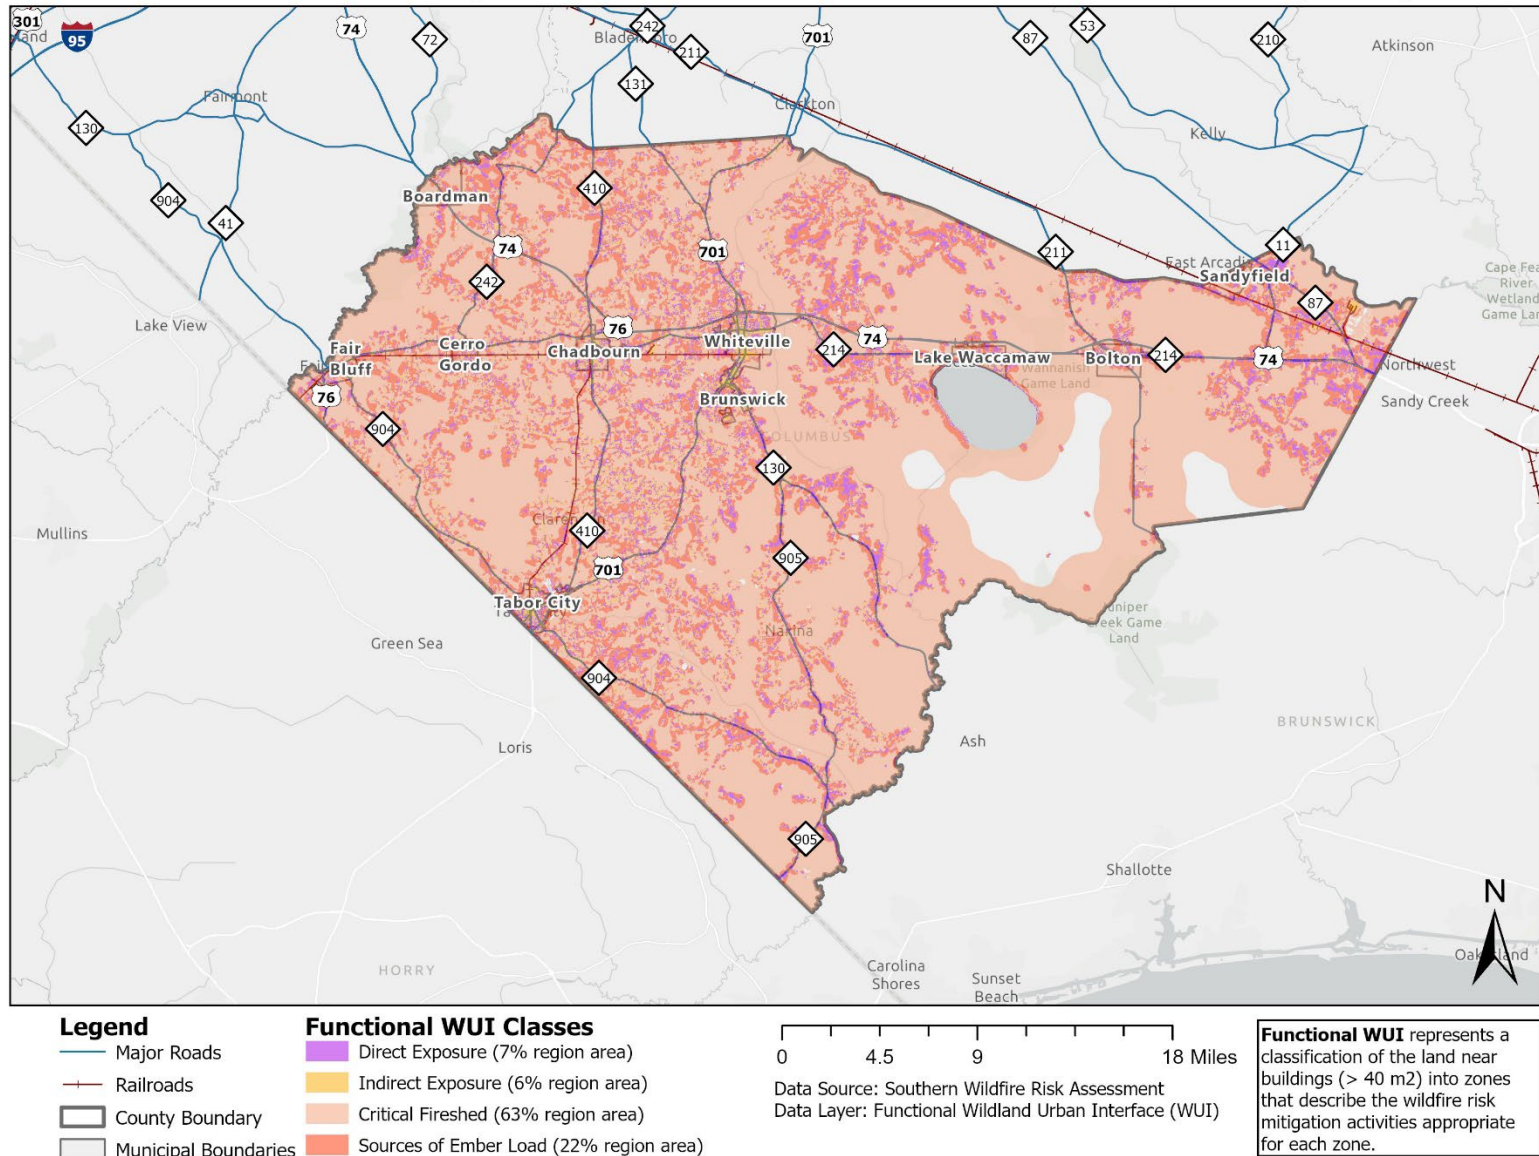 301
95
74
72
242
Bladenboro
211
701
87
53
210
Atkinson
131
Fairmont
Clarkton
130
Kelly
904
41
Boardman
410
74
701
242
211
11
East Arcadia
Sandyfield
87
Cape Fear
River
Wetlands
Game Land
Lake View
Fair
Bluff
Cerro
Gordo
76
Chadbourn
Whiteville
214
74
Lake Waccamaw
Wannanish
Game Land
Bolton
214
74
Northwest
Sandy Creek
76
904
Brunswick
COLUMBUS
130
Mullins
Clarendon
410
905
701
Tabor City
Juniper
Creek Game
Land
Green Sea
Nakina
904
Loris
Ash
BRUNSWICK
905
Shallotte
N
HORRY
Carolina
Shores
Sunset
Beach
Oak Island
Legend
Major Roads
Railroads
County Boundary
Municipal Boundaries
Functional WUI Classes
Direct Exposure (7% region area)
Indirect Exposure (6% region area)
Critical Fireshed (63% region area)
Sources of Ember Load (22% region area)
0 4.5 9 18 Miles
Data Source: Southern Wildfire Risk Assessment
Data Layer: Functional Wildland Urban Interface (WUI)
Functional WUI represents a
classification of the land near
buildings (> 40 m2) into zones
that describe the wildfire risk
mitigation activities appropriate
for each zone.